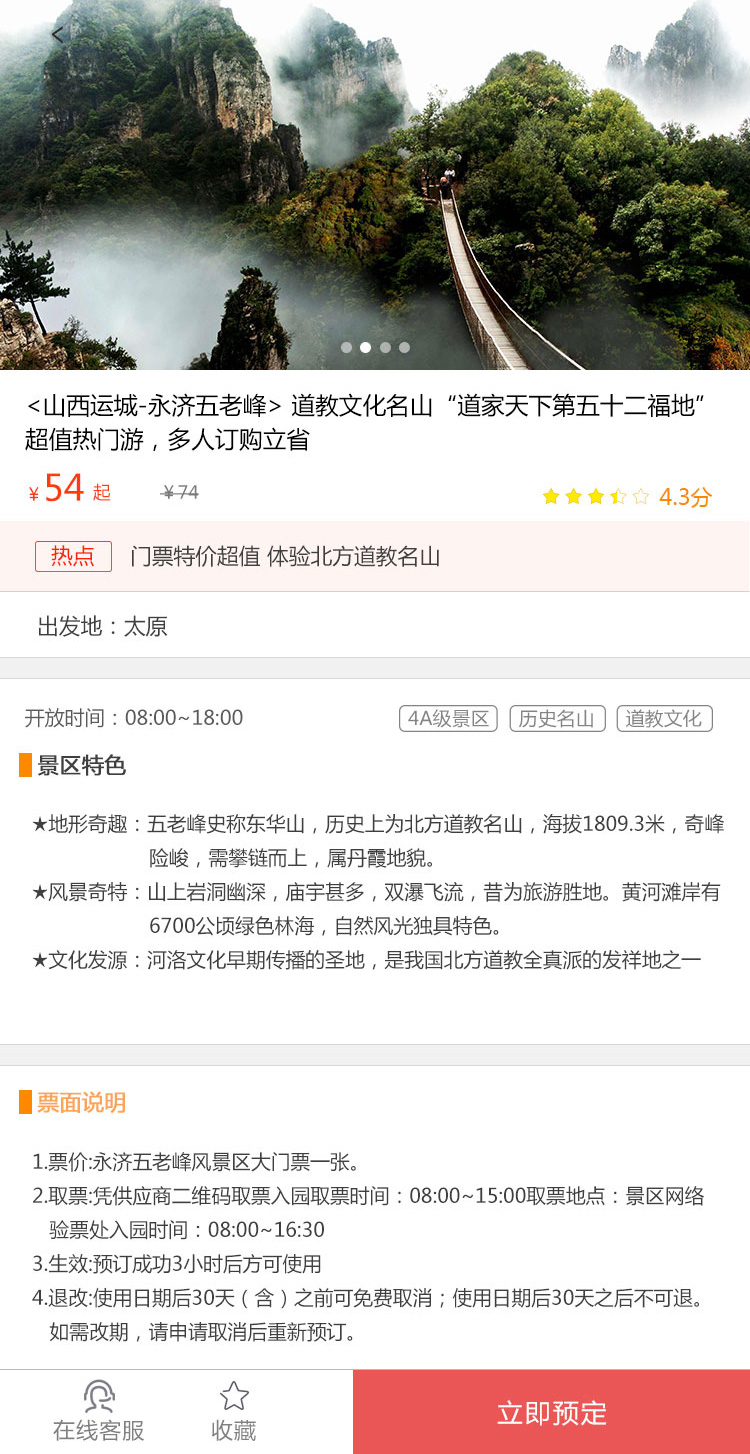 <山西运城-永济五老峰> 道教文化名山“道家天下第五十二福地”
超值热门游，多人订购立省
¥54 起 ¥74 4.3分
热点 门票特价超值 体验北方道教名山
出发地：太原
开放时间：08:00~18:00 4A级景区 历史名山 道教文化
景区特色
★地形奇趣：五老峰史称东华山，历史上为北方道教名山，海拔1809.3米，奇峰
险峻，需攀链而上，属丹霞地貌。
★风景奇特：山上岩洞幽深，庙宇甚多，双瀑飞流，昔为旅游胜地。黄河滩岸有
6700公顷绿色林海，自然风光独具特色。
★文化发源：河洛文化早期传播的圣地，是我国北方道教全真派的发祥地之一
票面说明
1.票价:永济五老峰风景区大门票一张。
2.取票:凭供应商二维码取票入园取票时间：08:00~15:00取票地点：景区网络
验票处入园时间：08:00~16:30
3.生效:预订成功3小时后方可使用
4.退改:使用日期后30天（含）之前可免费取消；使用日期后30天之后不可退。
如需改期，请申请取消后重新预订。
在线客服 收藏 立即预定